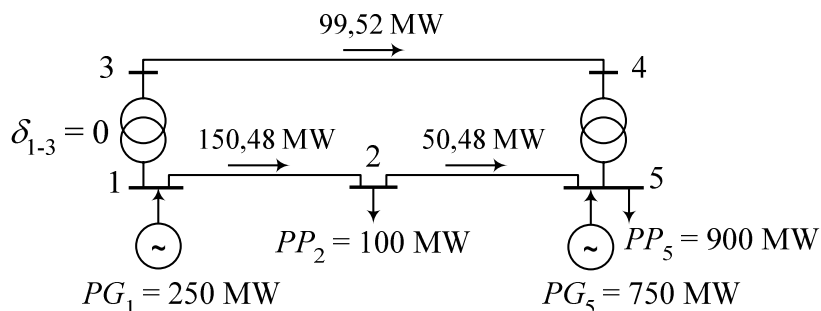 99,52 MW
3
4
δ1-3 = 0
150,48 MW
2
50,48 MW
1
5
~
PP2 = 100 MW
~
PP5 = 900 MW
PG1 = 250 MW
PG5 = 750 MW